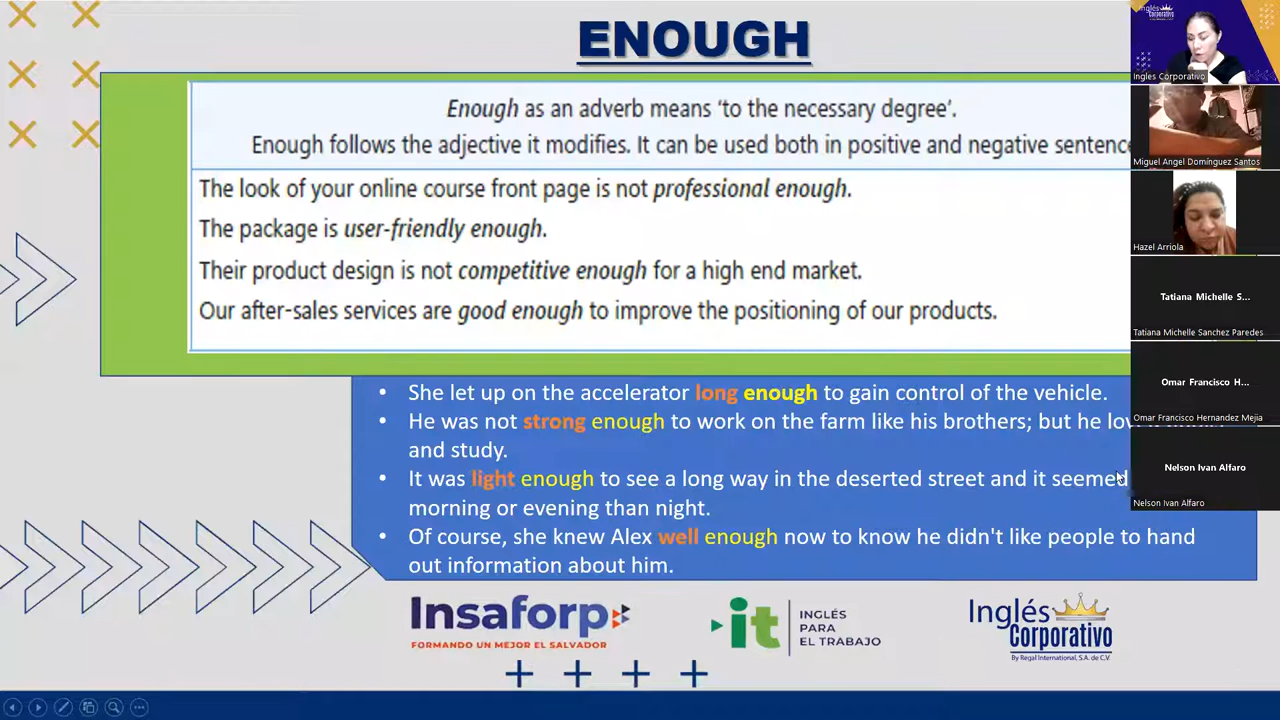 ENOUGH
Enough as an adverb means ‘to the necessary degree’.
Enough follows the adjective it modifies. It can be used both in positive and negative sentenc
The look of your online course front page is not professional enough.
The package is user-friendly enough.
Their product design is not competitive enough for a high end market.
Our after-sales services are good enough to improve the positioning of our products.
• She let up on the accelerator long enough to gain control of the vehicle.
• He was not strong enough to work on the farm like his brothers; but he
and study.
• It was light enough to see a long way in the deserted street and it seemed
morning or evening than night.
• Of course, she knew Alex well enough now to know he didn't like people to hand
out information about him.
Insaforp
FORMANDO UN MEJOR EL SALVADOR
it
INGLÉS
PARA
EL TRABAJO
Inglés
Corporativo
By Regal International, S.A. de C.V.
Inglés
Corporativo
Ingles Corporativo
Miguel Angel Domínguez Santos
Hazel Arriola
Tatiana Michelle S...
Tatiana Michelle Sanchez Paredes
Omar Francisco H...
Omar Francisco Hernandez Mejia
Nelson Ivan Alfaro
Nelson Ivan Alfaro